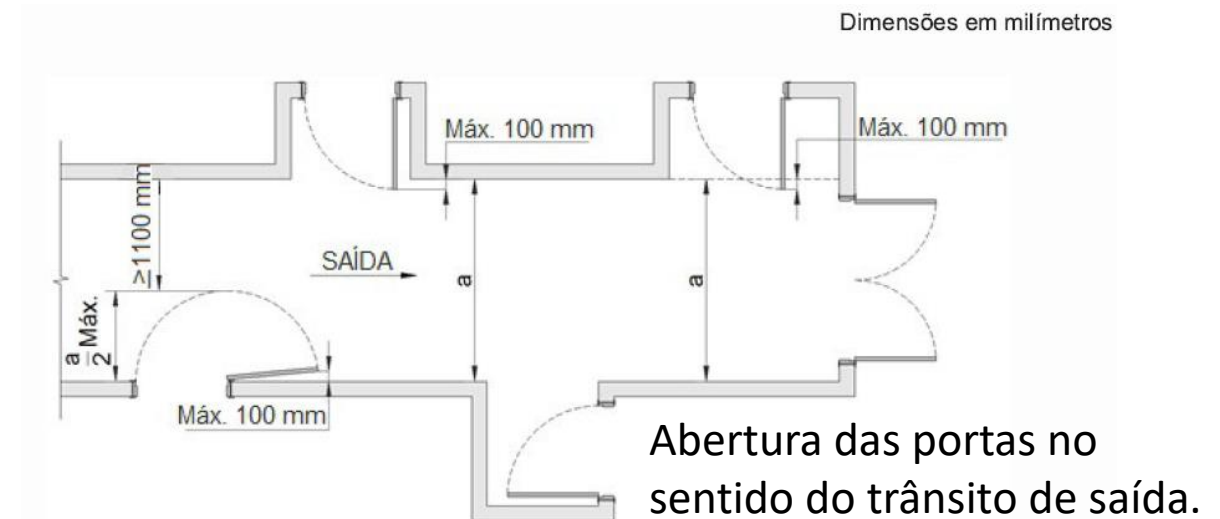 Dimensões em milímetros
Máx. 100 mm
Máx. 100 mm
≥1100 mm
SAÍDA
a
a
a
2
Máx.
Máx. 100 mm
Abertura das portas no
sentido do trânsito de saída.